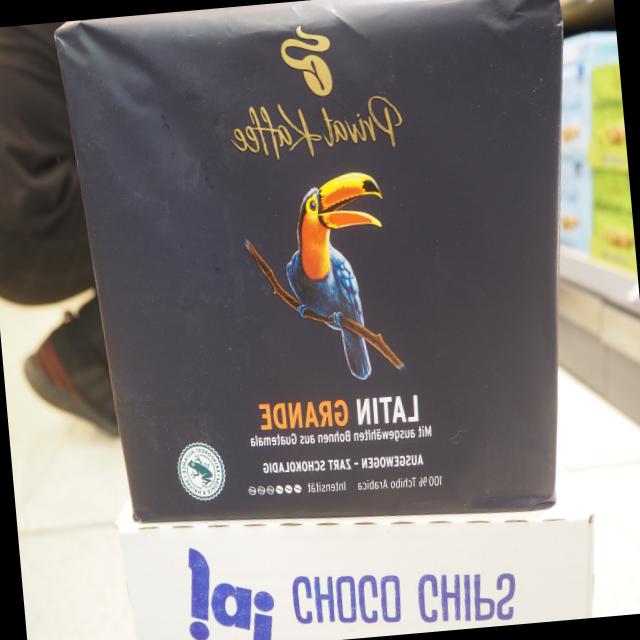 Privat Kaffee
LATIN GRANDE
Mit ausgewählten Bohnen aus Guatemala
AUSGEWOGEN - ZART SCHOKOLADIG
100% Tchibo Arabica Intensität
ja!
CHOCO CHIPS